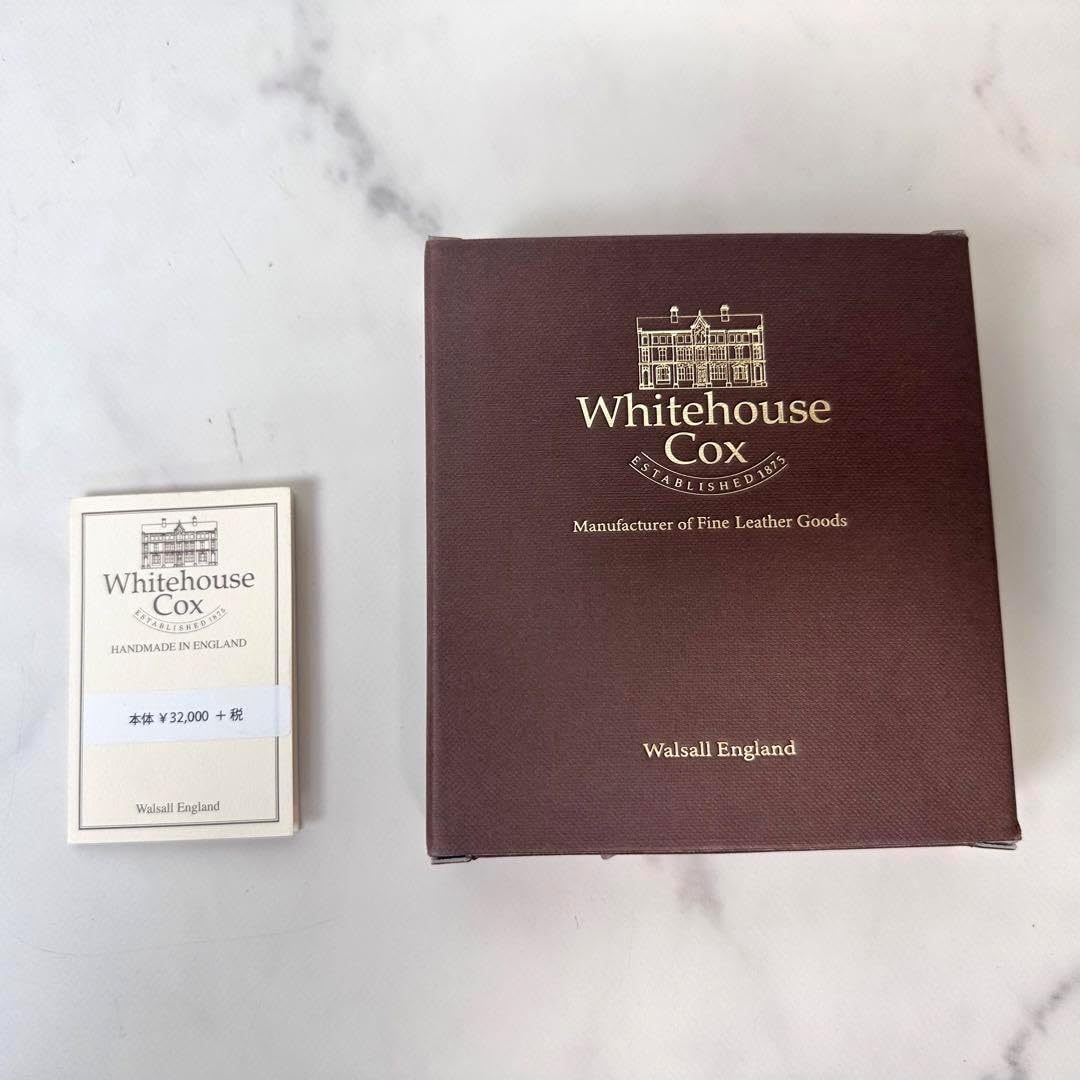 Whitehouse
Cox
ESTABLISHED 1875
HANDMADE IN ENGLAND
本体 ¥32,000 + 税
Walsall England
Whitehouse
Cox
ESTABLISHED 1875
Manufacturer of Fine Leather Goods
Walsall England